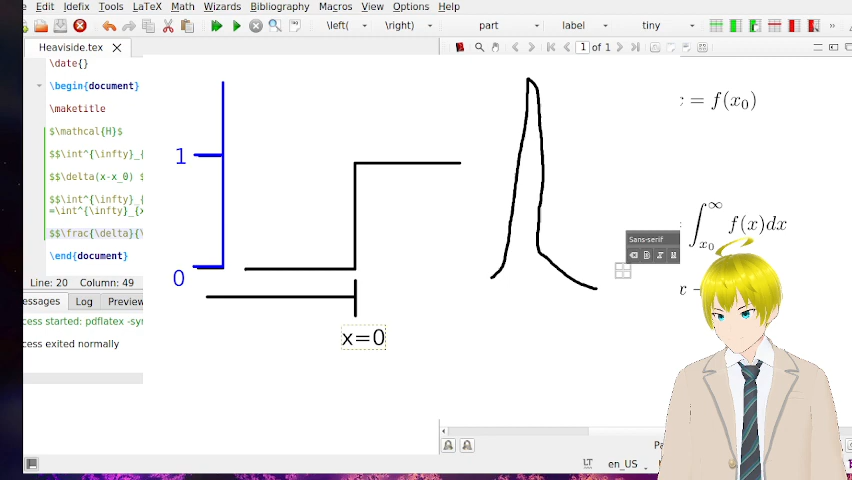 Edit Idefix Tools LaTeX Math Wizards Bibliography Macros View Options Help
\left( \right) part label tiny
Heaviside.tex
1 of 1
\date{}
\begin{document}
\maketitle
$\mathcal{H}$
$$\int^{\infty}_{
$$\delta(x-x_0) $
$$\int^{\infty}_{
=\int^{\infty}_{x
$$\frac{\delta}{\
\end{document}
Line: 20 Column: 49
essages Log Preview
cess started: pdflatex -syn
cess exited normally
1
0
x=0
= f(x_0)
∫_{x_0}^∞ f(x)dx
x −
Sans-serif
Pa
LT en_US